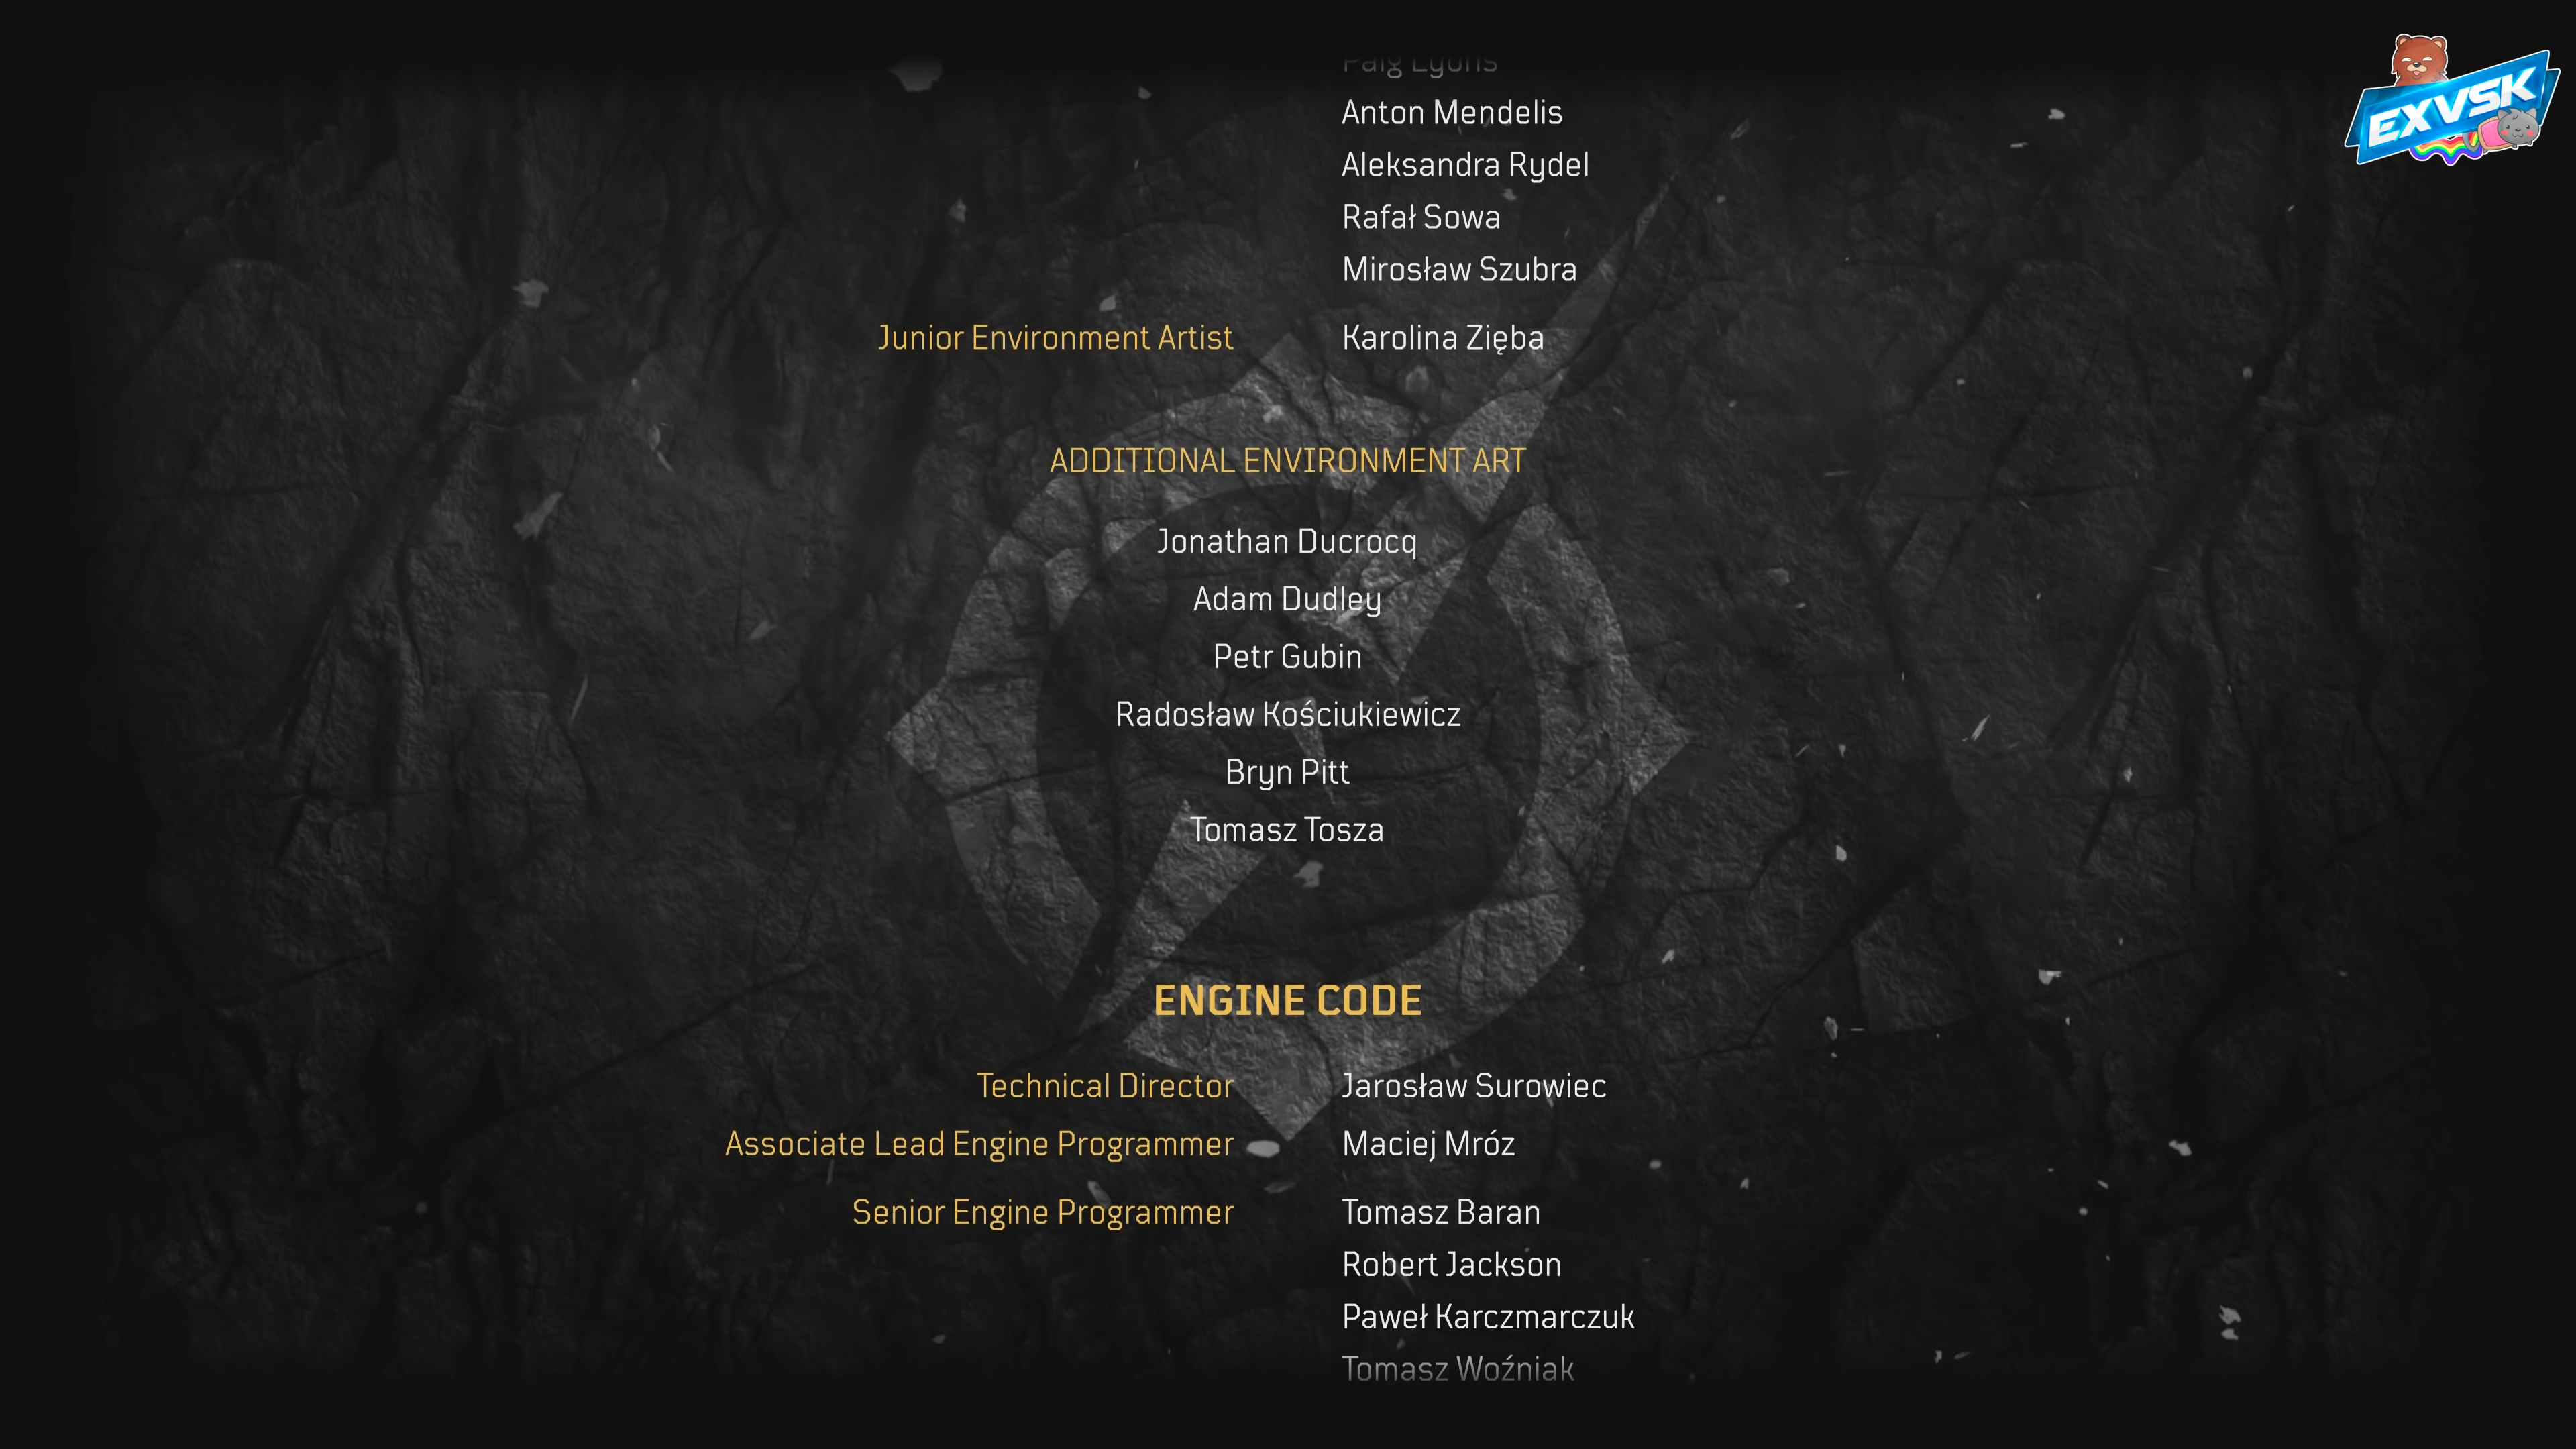 Anton Mendelis
Aleksandra Rydel
Rafał Sowa
Mirosław Szubra
Junior Environment Artist Karolina Zięba
ADDITIONAL ENVIRONMENT ART
Jonathan Ducrocq
Adam Dudley
Petr Gubin
Radosław Kościukiewicz
Bryn Pitt
Tomasz Tosza
ENGINE CODE
Technical Director Jarosław Surowiec
Associate Lead Engine Programmer Maciej Mróz
Senior Engine Programmer Tomasz Baran
Robert Jackson
Paweł Karczmarczuk
Tomasz Woźniak
EXVSK